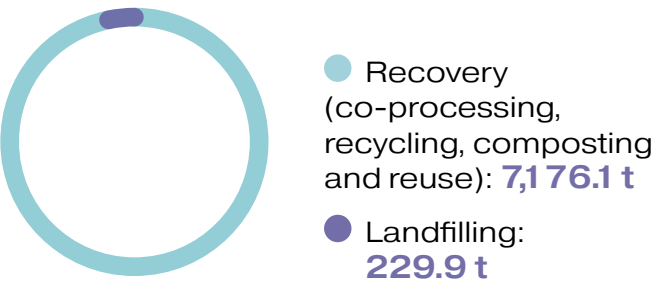 Recovery
(co-processing,
recycling, composting
and reuse): 7,176.1 t
Landfilling:
229.9 t